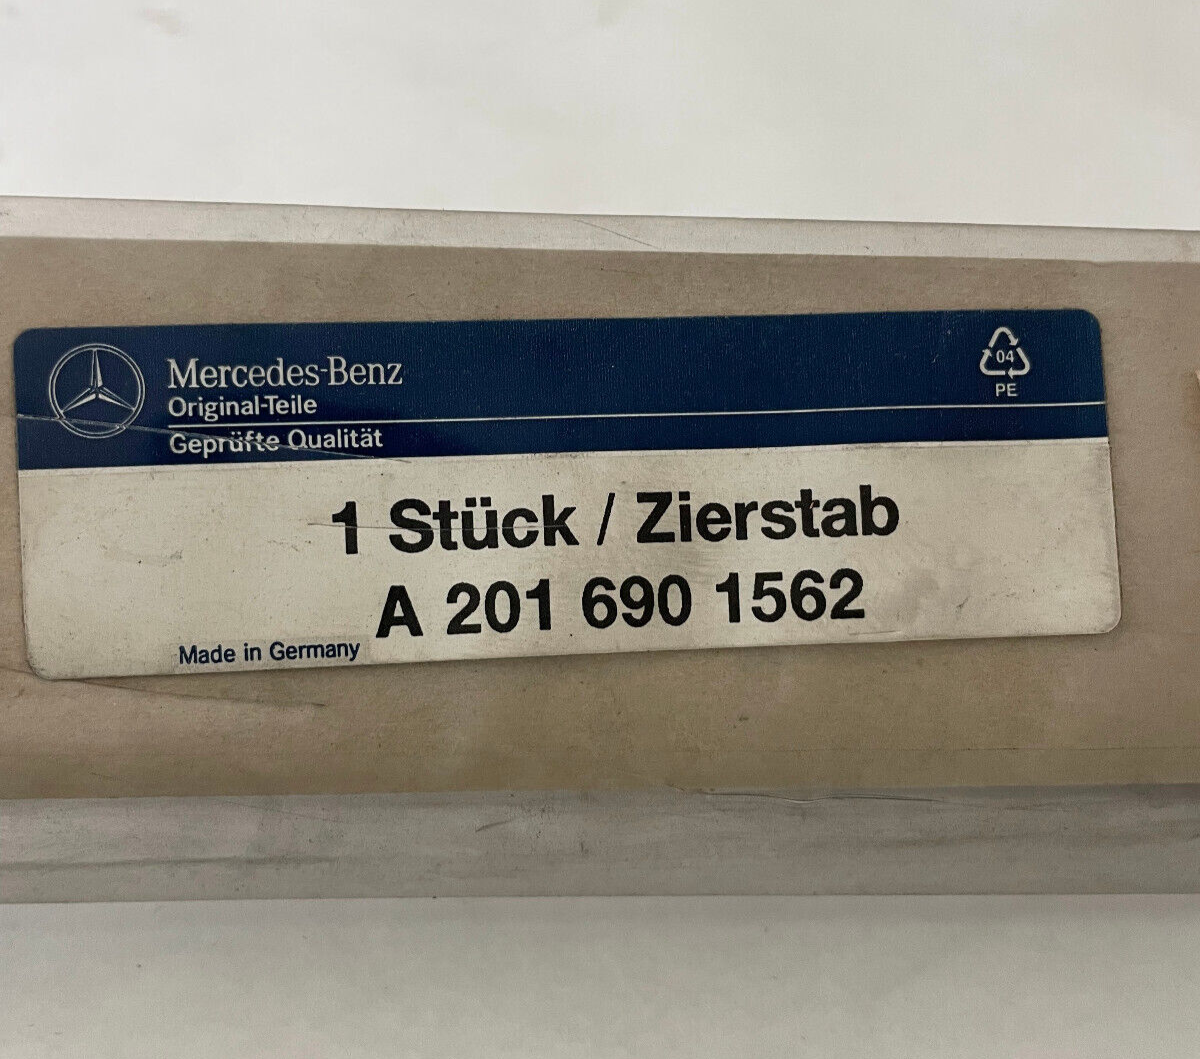 Mercedes-Benz
Original-Teile
Geprüfte Qualität
04
PE
1 Stück / Zierstab
A 201 690 1562
Made in Germany